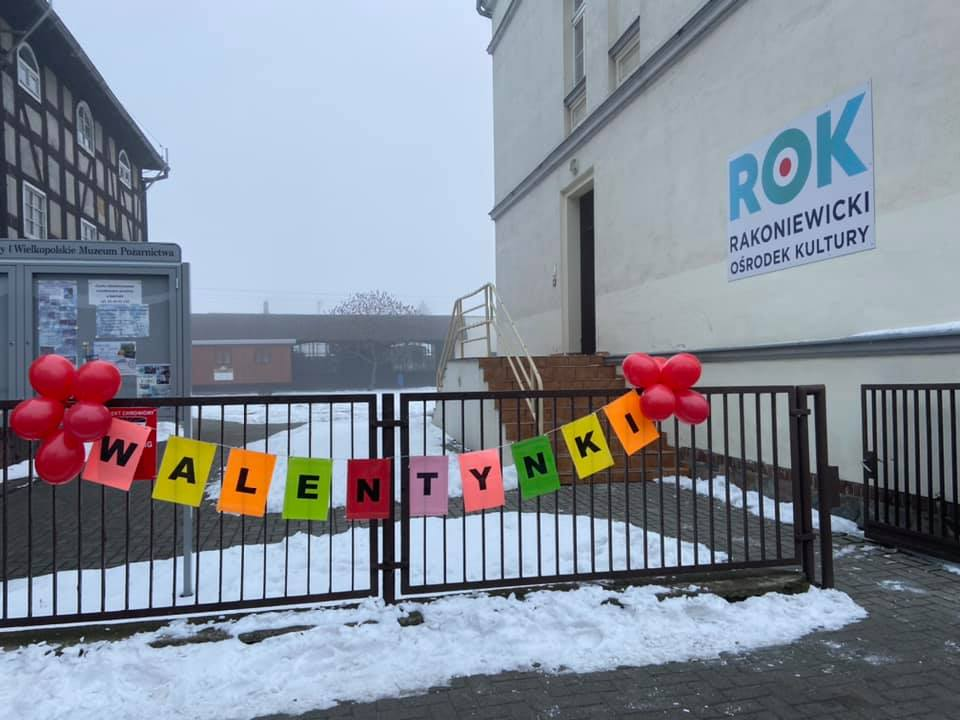 ROK
RAKONIEWICKI
OŚRODEK KULTURY
y i Wielkopolskie Muzeum Pożarnictwa
WALENTYNKI